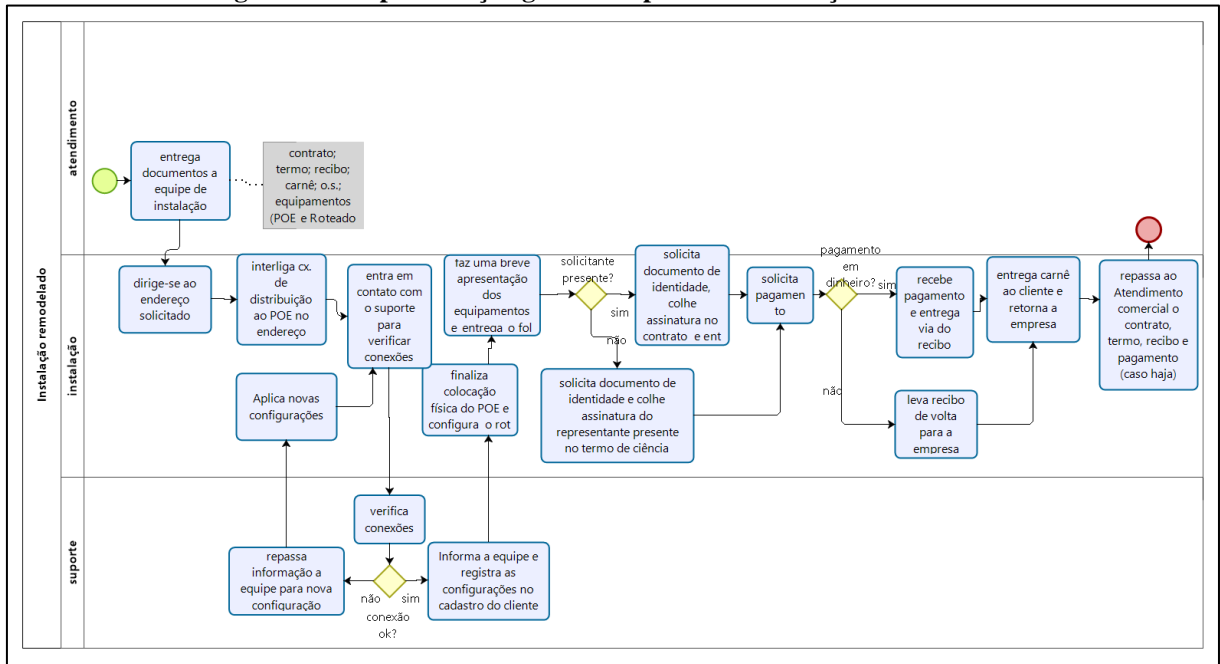 Instalação remodelado
atendimento
entrega
documentos a
equipe de
instalação
contrato;
termo; recibo;
carnê; o.s.;
equipamentos
(POE e Roteado
instalação
dirige-se ao
endereço
solicitado
interliga cx.
de
distribuição
ao POE no
endereço
entra em
contato com
o suporte
para
verificar
conexões
Aplica novas
configurações
faz uma breve
apresentação
dos
equipamentos
e entrega o fol
finaliza
colocação
física do POE e
configura o rot
solicitante
presente?
sim
não
solicita
documento de
identidade,
colhe
assinatura no
contrato e ent
solicita documento de
identidade e colhe
assinatura do
representante presente
no termo de ciência
solicita
pagamen
to
pagamento
em
dinheiro?
sim
não
recebe
pagamento
e entrega
via do
recibo
leva recibo
de volta
para a
empresa
entrega carnê
ao cliente e
retorna a
empresa
repassa ao
Atendimento
comercial o
contrato,
termo, recibo e
pagamento
(caso haja)
suporte
verifica
conexões
repassa
informação a
equipe para nova
configuração
não
sim
conexão
ok?
Informa a equipe e
registra as
configurações no
cadastro do cliente